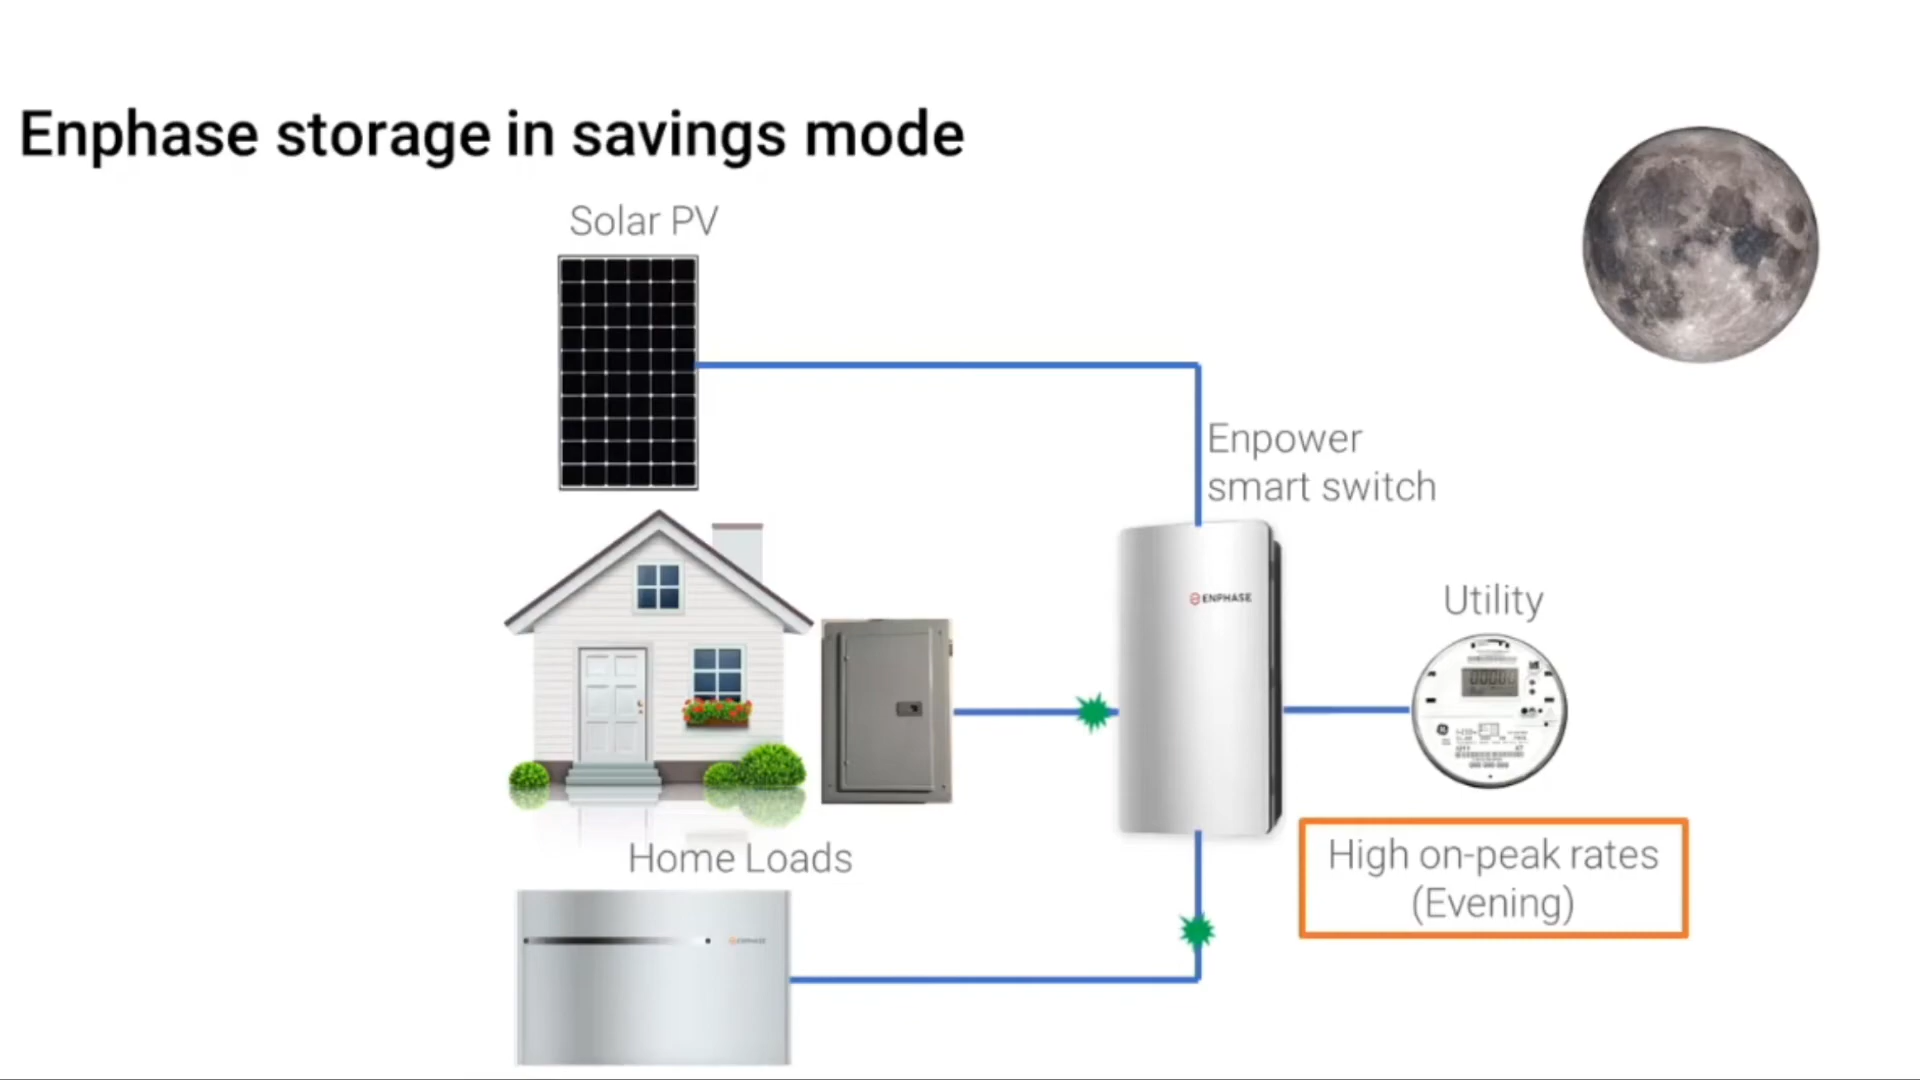 Enphase storage in savings mode
Solar PV
Enpower
smart switch
ENPHASE
Utility
High on-peak rates
(Evening)
Home Loads
ENPHASE